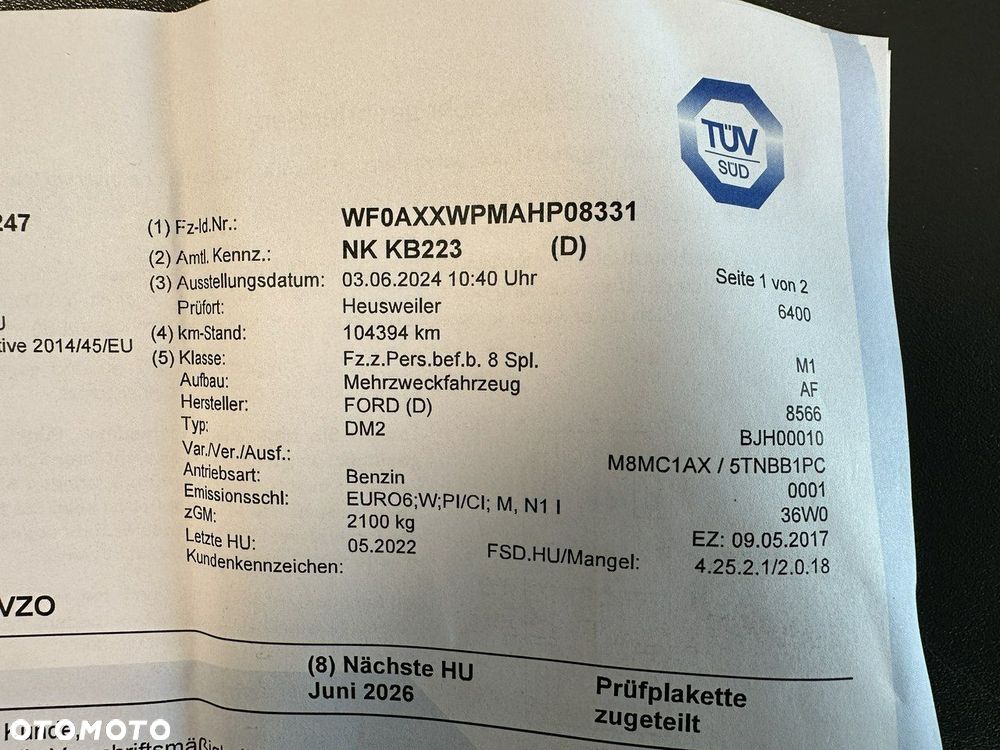 TÜV
SÜD
247
(1) Fz-Id.Nr.: WF0AXXWPMAHP08331
(2) Amtl. Kennz.: NK KB223 (D)
(3) Ausstellungsdatum: 03.06.2024 10:40 Uhr Seite 1 von 2
Prüfort: Heusweiler 6400
(4) km-Stand: 104394 km
tive 2014/45/EU
(5) Klasse: Fz.z.Pers.bef.b. 8 Spl. M1
Aufbau: Mehrzweckfahrzeug AF
Hersteller: FORD (D) 8566
Typ: DM2 BJH00010
Var./Ver./Ausf.: M8MC1AX / 5TNBB1PC
Antriebsart: Benzin 0001
Emissionsschl: EURO6;W;PI/CI; M, N1 I 36W0
zGM: 2100 kg EZ: 09.05.2017
Letzte HU: 05.2022 FSD.HU/Mangel: 4.25.2.1/2.0.18
Kundenkennzeichen:
VZO
(8) Nächste HU Prüfplakette
Juni 2026 zugeteilt
Kunde,
OTOMOTO